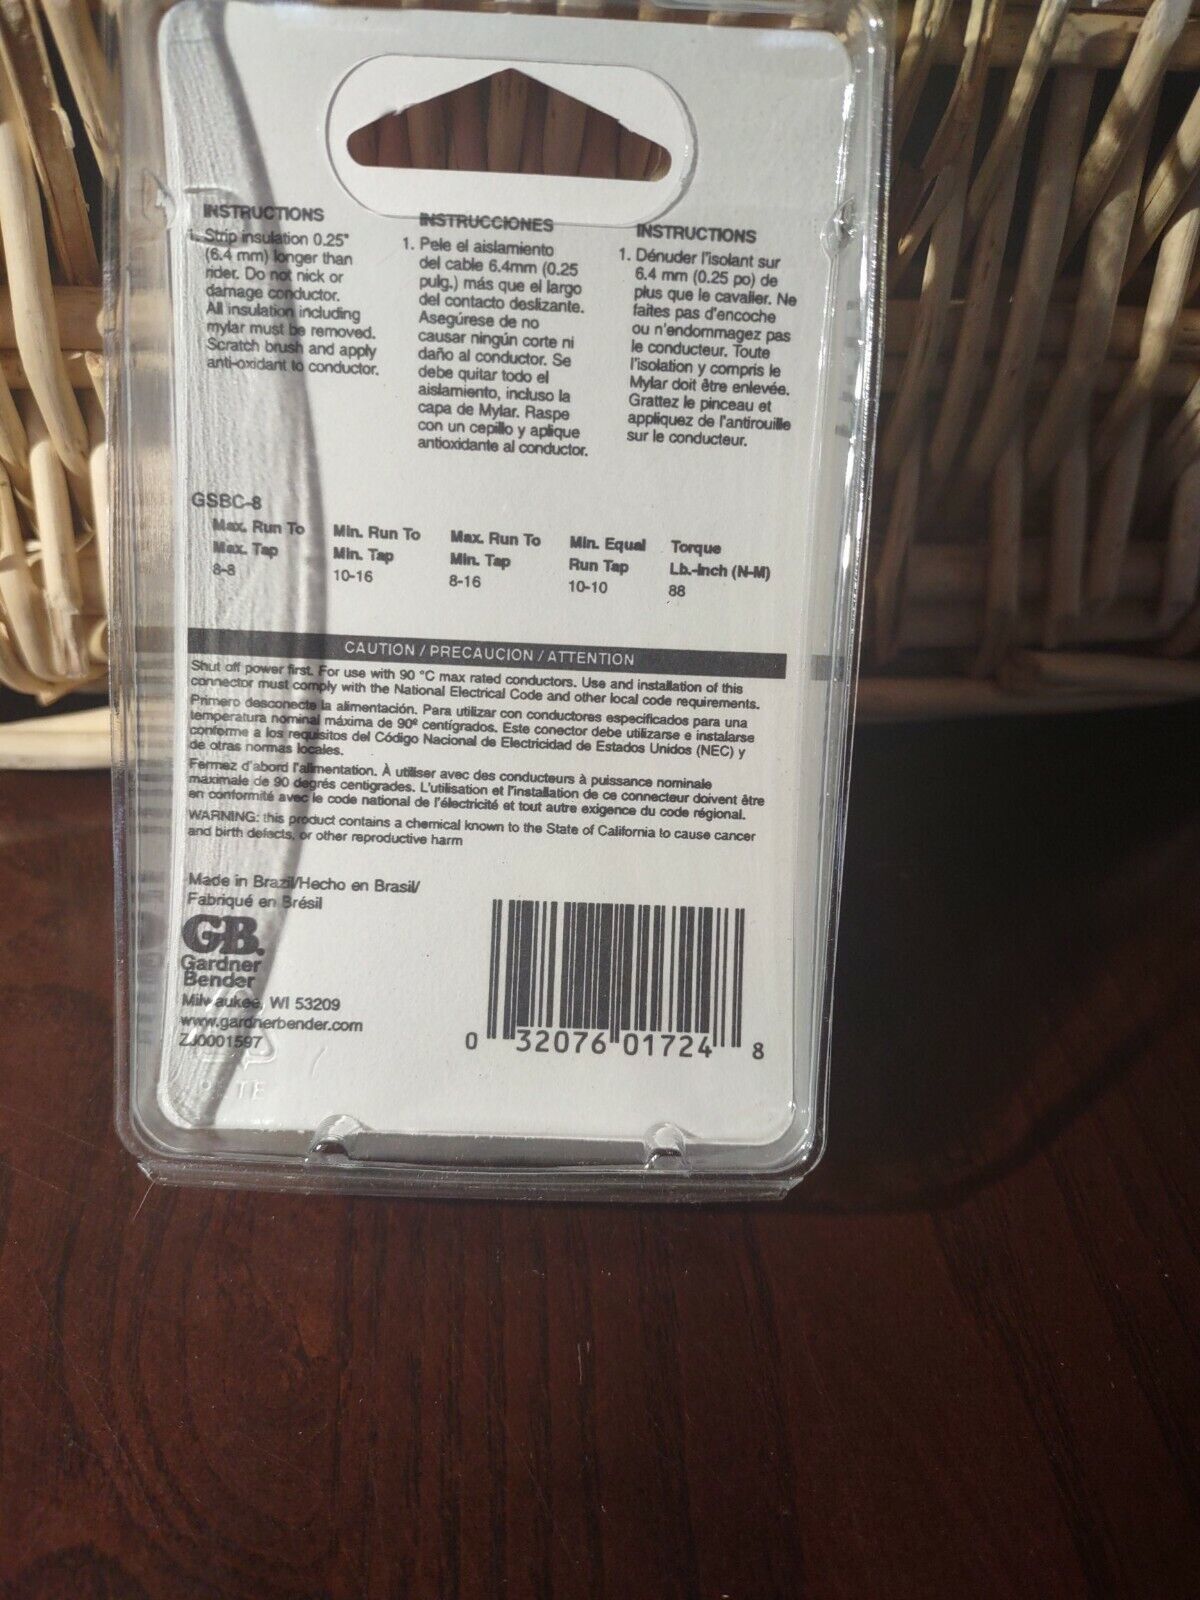 INSTRUCTIONS
1. Strip insulation 0.25"
(6.4 mm) longer than
rider. Do not nick or
damage conductor.
All insulation including
mylar must be removed.
Scratch brush and apply
anti-oxidant to conductor.
INSTRUCCIONES
1. Pele el aislamiento
del cable 6.4mm (0.25
pulg.) más que el largo
del contacto deslizante.
Asegúrese de no
causar ningún corte ni
daño al conductor. Se
debe quitar todo el
aislamiento, incluso la
capa de Mylar. Raspe
con un cepillo y aplique
antioxidante al conductor.
INSTRUCTIONS
1. Dénuder l'isolant sur
6.4 mm (0.25 po) de
plus que le cavalier. Ne
faites pas d'encoche
ou n'endommagez pas
le conducteur. Toute
l'isolation y compris le
Mylar doit être enlevée.
Grattez le pinceau et
appliquez de l'antirouille
sur le conducteur.
GSBC-8
Max. Run To Min. Run To Max. Run To Min. Equal Torque
Max. Tap Min. Tap Min. Tap Run Tap Lb.-Inch (N-M)
8-8 10-16 8-16 10-10 88
CAUTION / PRECAUCION / ATTENTION
Shut off power first. For use with 90 °C max rated conductors. Use and installation of this
connector must comply with the National Electrical Code and other local code requirements.
Primero desconecte la alimentación. Para utilizar con conductores especificados para una
temperatura nominal máxima de 90º centígrados. Este conector debe utilizarse e instalarse
conforme a los requisitos del Código Nacional de Electricidad de Estados Unidos (NEC) y
de otras normas locales.
Fermez d'abord l'alimentation. À utiliser avec des conducteurs à puissance nominale
maximale de 90 degrés centigrades. L'utilisation et l'installation de ce connecteur doivent être
en conformité avec le code national de l'électricité et tout autre exigence du code régional.
WARNING: this product contains a chemical known to the State of California to cause cancer
and birth defects, or other reproductive harm
Made in Brazil/Hecho en Brasil/
Fabriqué en Brésil
GB.
Gardner
Bender
Milwaukee, WI 53209
www.gardnerbender.com
ZJ0001597
0 32076 01724 8